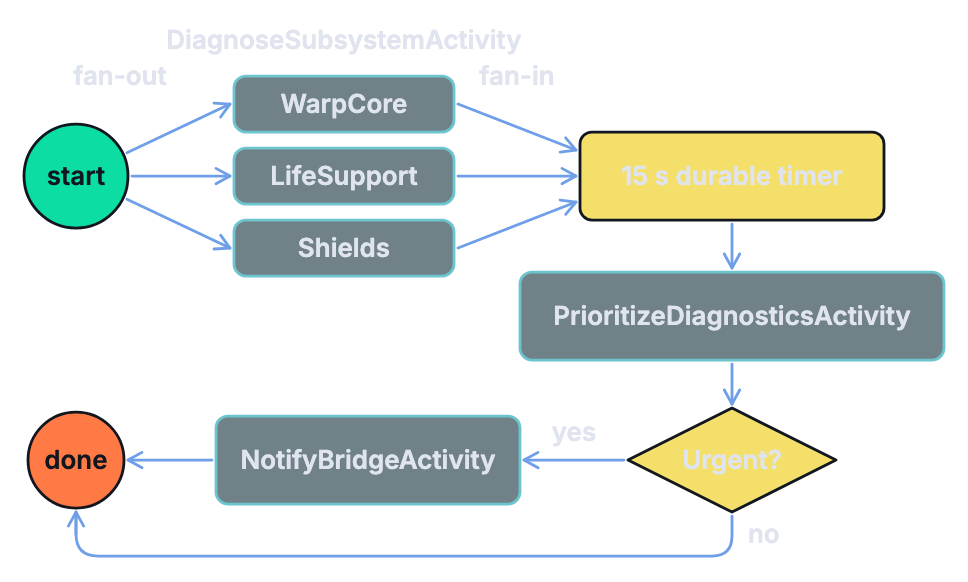 DiagnoseSubsystemActivity
fan-out
fan-in
WarpCore
start
LifeSupport
15 s durable timer
Shields
PrioritizeDiagnosticsActivity
yes
done
NotifyBridgeActivity
Urgent?
no